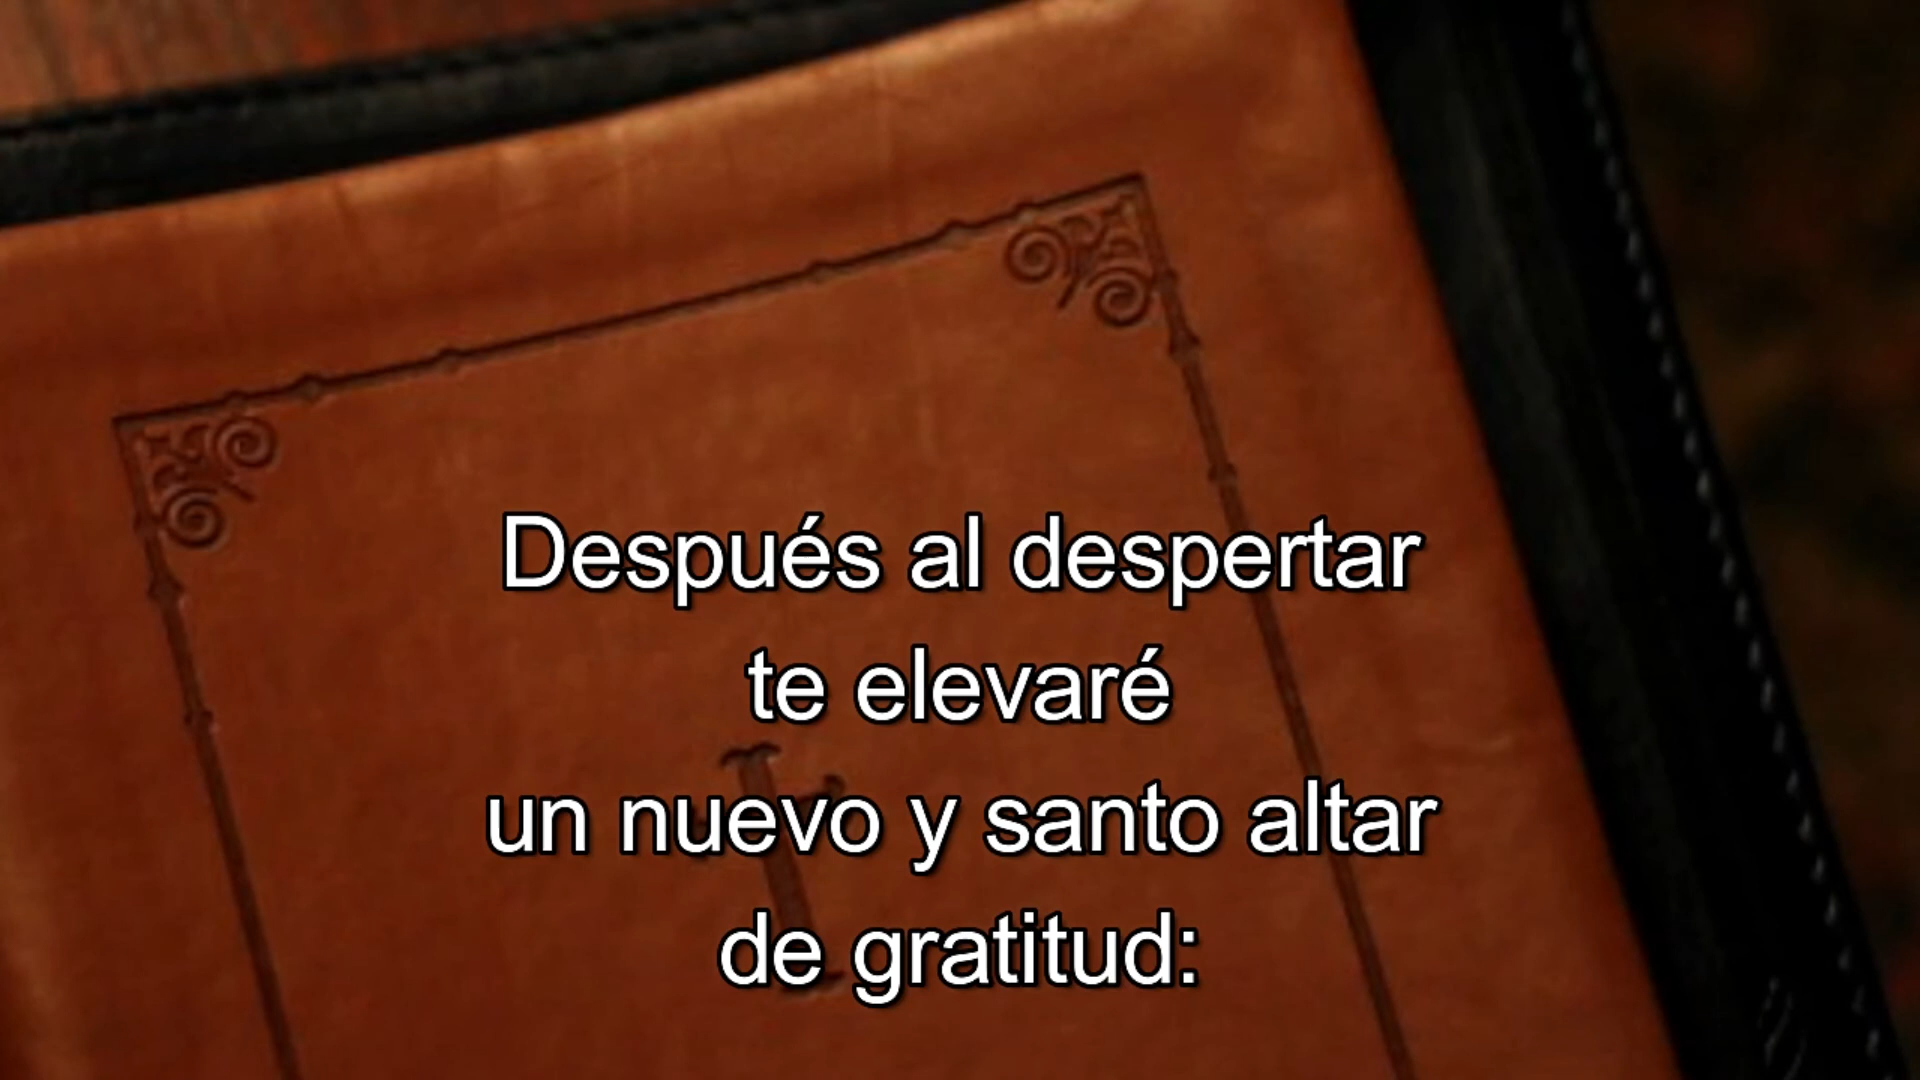 Después al despertar
te elevaré
un nuevo y santo altar
de gratitud: